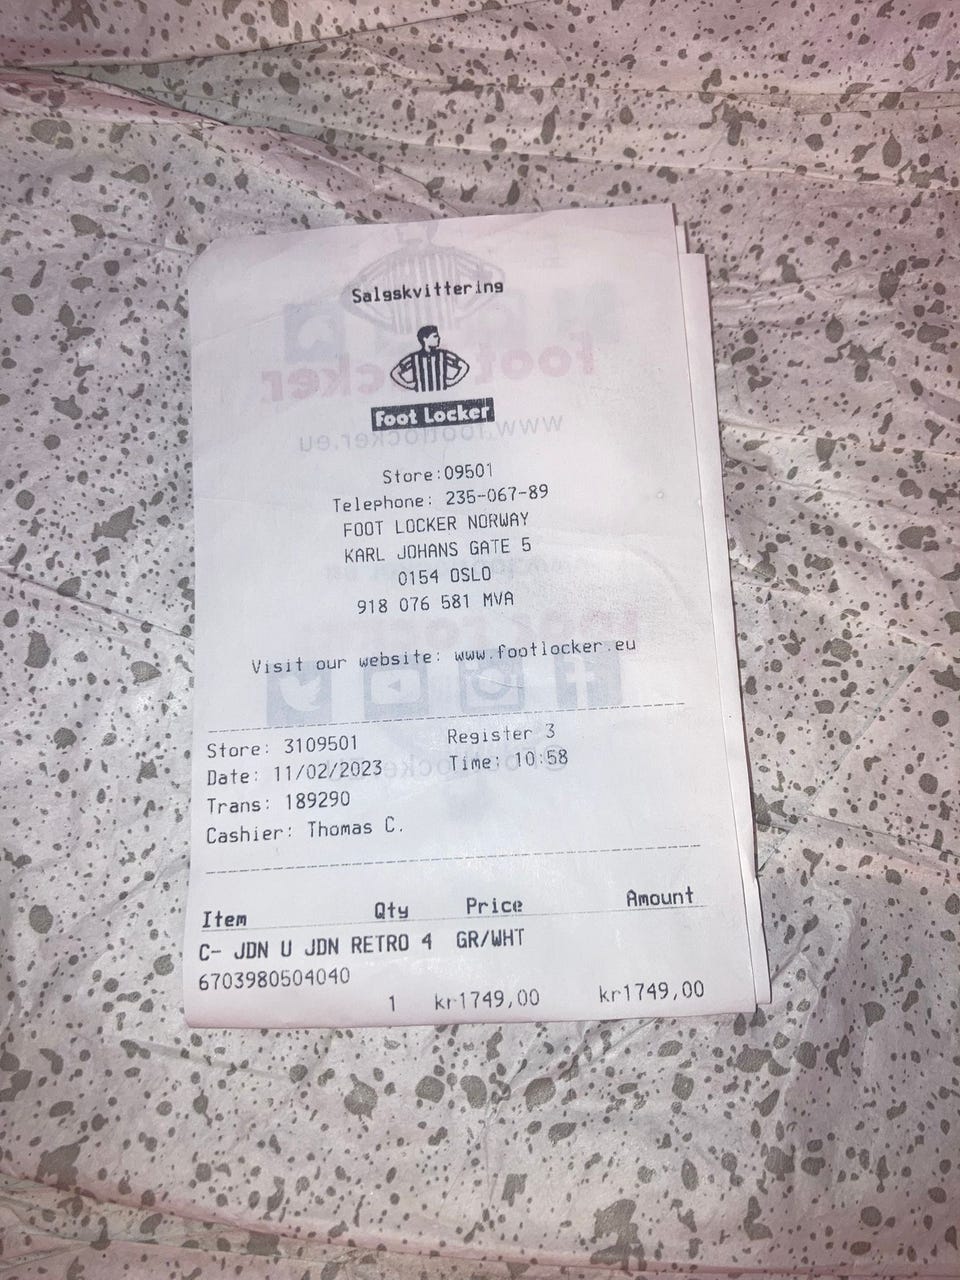 Salgskvittering
Foot Locker
Store:09501
Telephone: 235-067-89
FOOT LOCKER NORWAY
KARL JOHANS GATE 5
0154 OSLO
918 076 581 MVA
Visit our website: www.footlocker.eu
Store: 3109501 Register 3
Date: 11/02/2023 Time: 10:58
Trans: 189290
Cashier: Thomas C.
Item Qty Price Amount
C- JDN U JDN RETRO 4 GR/WHT
6703980504040
1 kr1749,00 kr1749,00